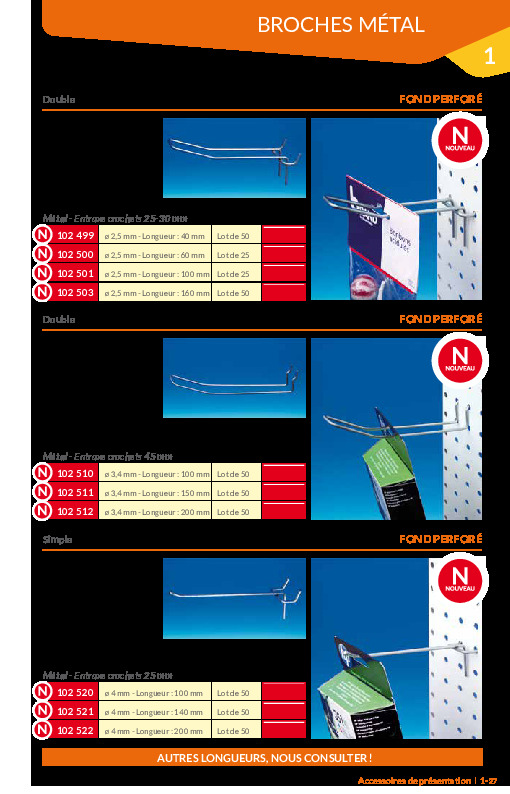 BROCHES MÉTAL
1
Double FOND PERFORÉ
N NOUVEAU
Métal - Entraxe crochets 25-30 mm
N 102 499 ø 2,5 mm - Longueur : 40 mm Lot de 50
N 102 500 ø 2,5 mm - Longueur : 60 mm Lot de 25
N 102 501 ø 2,5 mm - Longueur : 100 mm Lot de 25
N 102 503 ø 2,5 mm - Longueur : 160 mm Lot de 50
Bonbons
Double FOND PERFORÉ
N NOUVEAU
Métal - Entraxe crochets 45 mm
N 102 510 ø 3,4 mm - Longueur : 100 mm Lot de 50
N 102 511 ø 3,4 mm - Longueur : 150 mm Lot de 50
N 102 512 ø 3,4 mm - Longueur : 200 mm Lot de 50
Simple FOND PERFORÉ
N NOUVEAU
Métal - Entraxe crochets 25 mm
N 102 520 ø 4 mm - Longueur : 100 mm Lot de 50
N 102 521 ø 4 mm - Longueur : 140 mm Lot de 50
N 102 522 ø 4 mm - Longueur : 200 mm Lot de 50
AUTRES LONGUEURS, NOUS CONSULTER !
Accessoires de présentation | 1-27